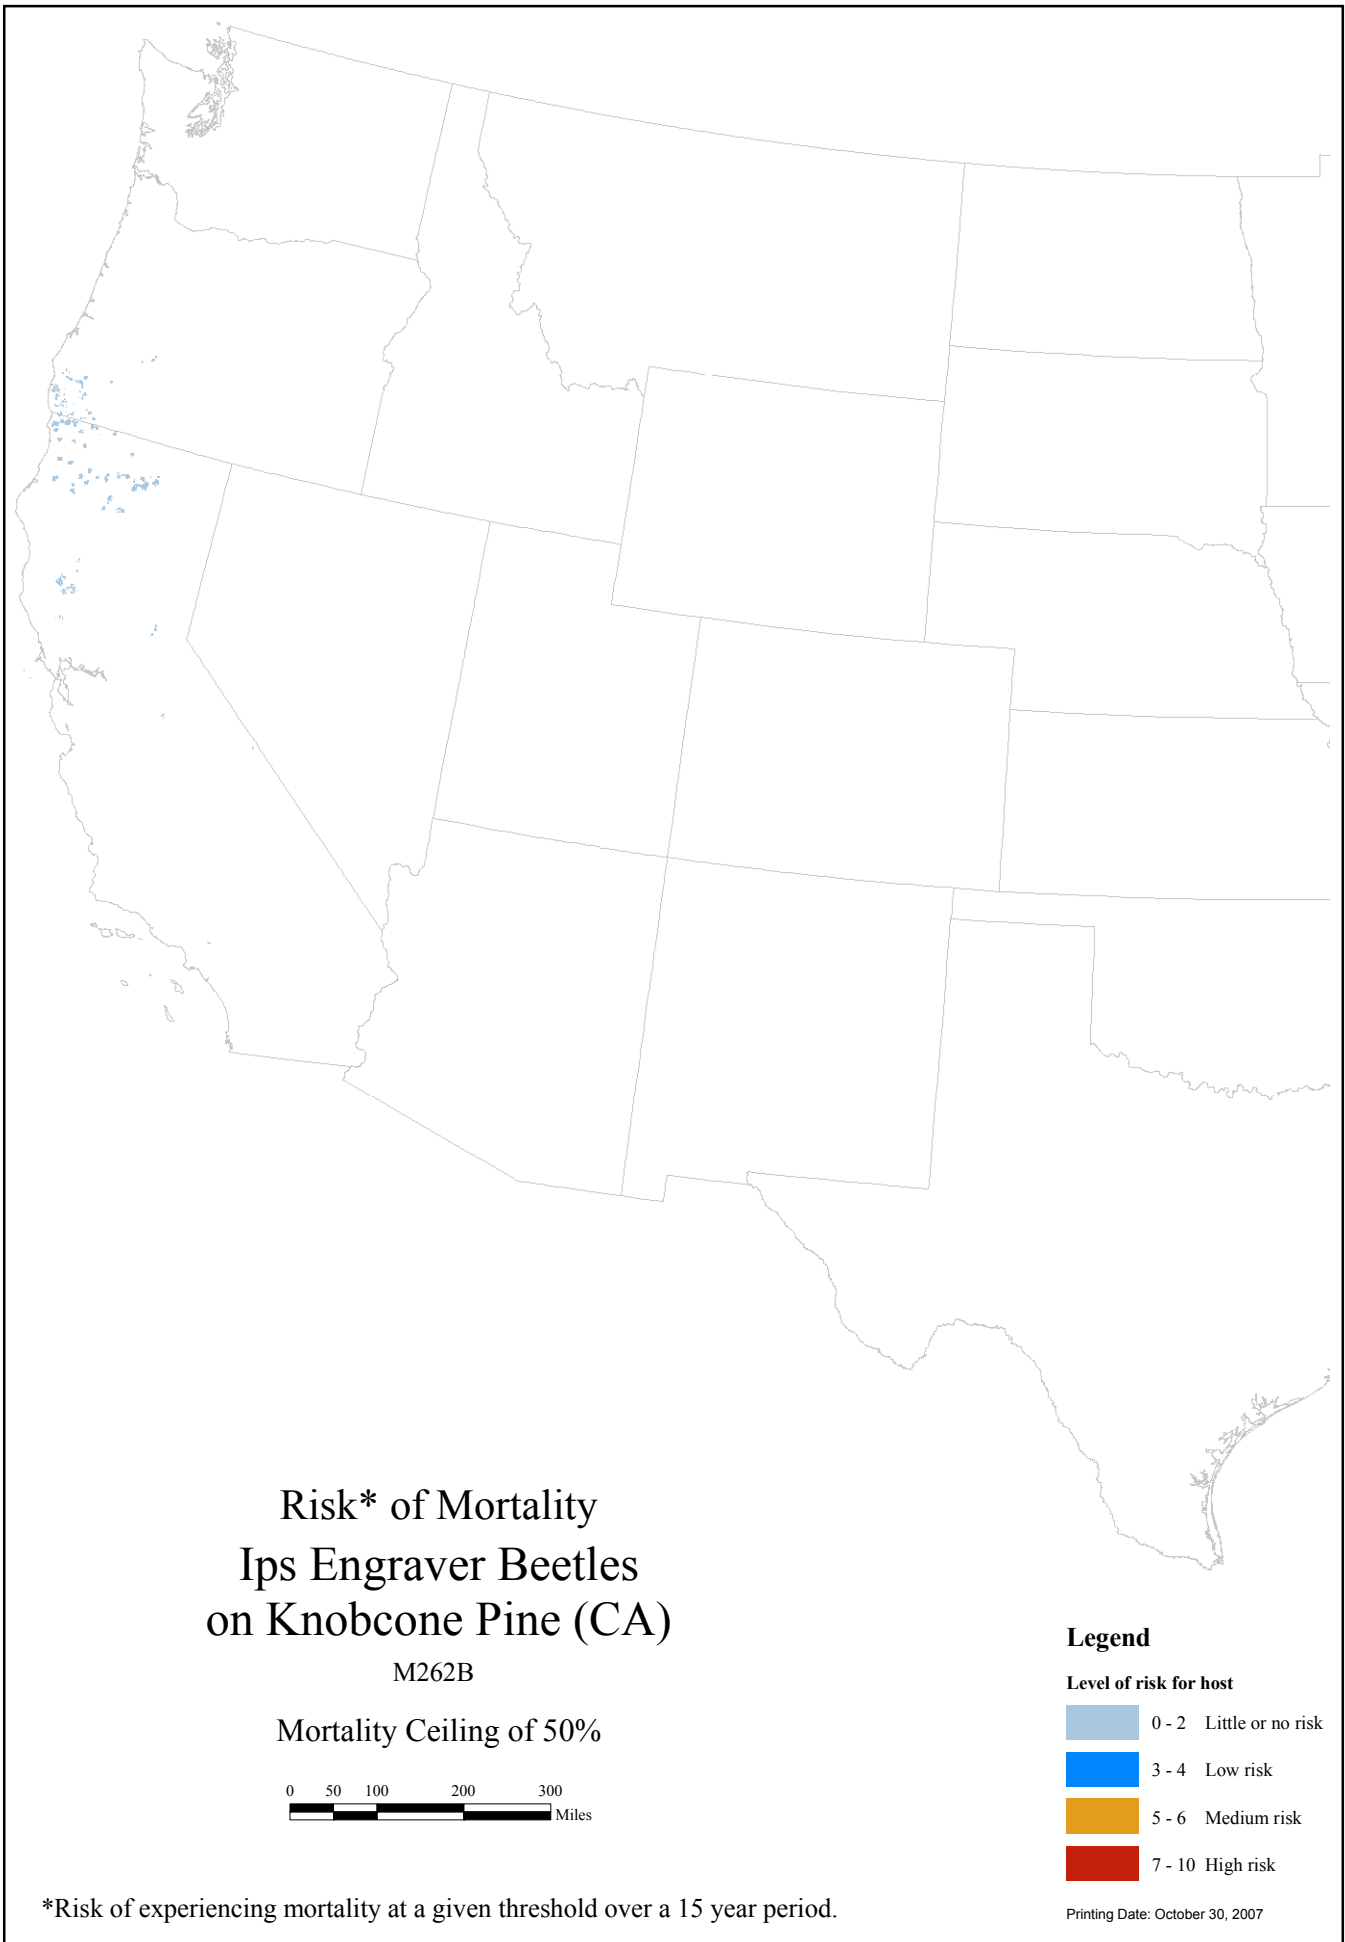 Risk* of Mortality
Ips Engraver Beetles
on Knobcone Pine (CA)
M262B
Mortality Ceiling of 50%
0 50 100 200 300
Miles
*Risk of experiencing mortality at a given threshold over a 15 year period.
Legend
Level of risk for host
0 - 2 Little or no risk
3 - 4 Low risk
5 - 6 Medium risk
7 - 10 High risk
Printing Date: October 30, 2007